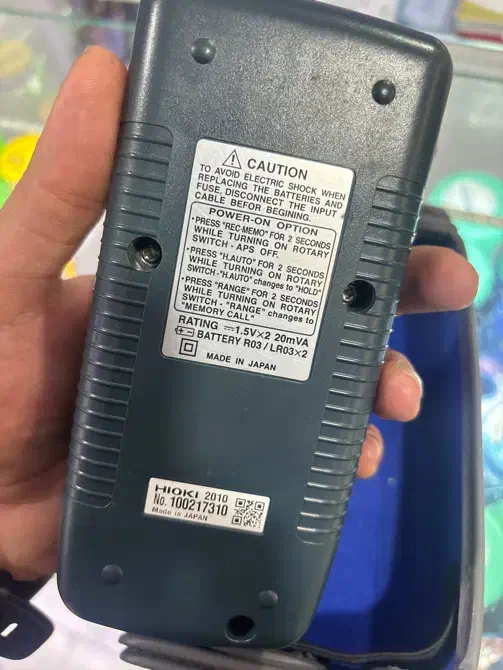 CAUTION
TO AVOID ELECTRIC SHOCK WHEN
REPLACING THE BATTERIES AND
FUSE, DISCONNECT THE INPUT
CABLE BEFOR BEGINING.
POWER-ON OPTION
•PRESS "REC-MEMO" FOR 2 SECONDS
WHILE TURNING ON ROTARY
SWITCH - APS OFF.
•PRESS "H.AUTO" FOR 2 SECONDS
WHILE TURNING ON ROTARY
SWITCH-"H.AUTO" changes to "HOLD"
•PRESS "RANGE" FOR 2 SECONDS
WHILE TURNING ON ROTARY
SWITCH - "RANGE" changes to
"MEMORY CALL"
RATING ⎓1.5V×2 20mVA
BATTERY R03/LR03×2
MADE IN JAPAN
HIOKI 2010
No. 100217310
Made in JAPAN